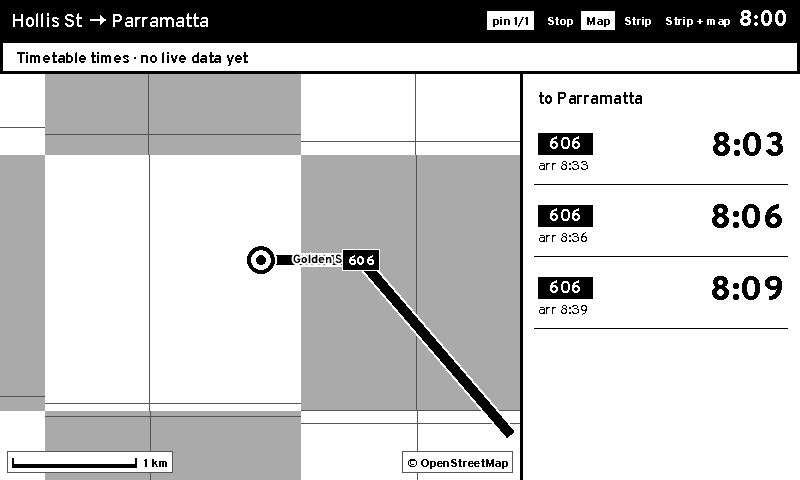 Hollis St → Parramatta
pin 1/1 Stop Map Strip Strip + map 8:00
Timetable times · no live data yet
to Parramatta
606 8:03
arr 8:33
606 8:06
arr 8:36
606 8:09
arr 8:39
Golden S
606
1 km
© OpenStreetMap